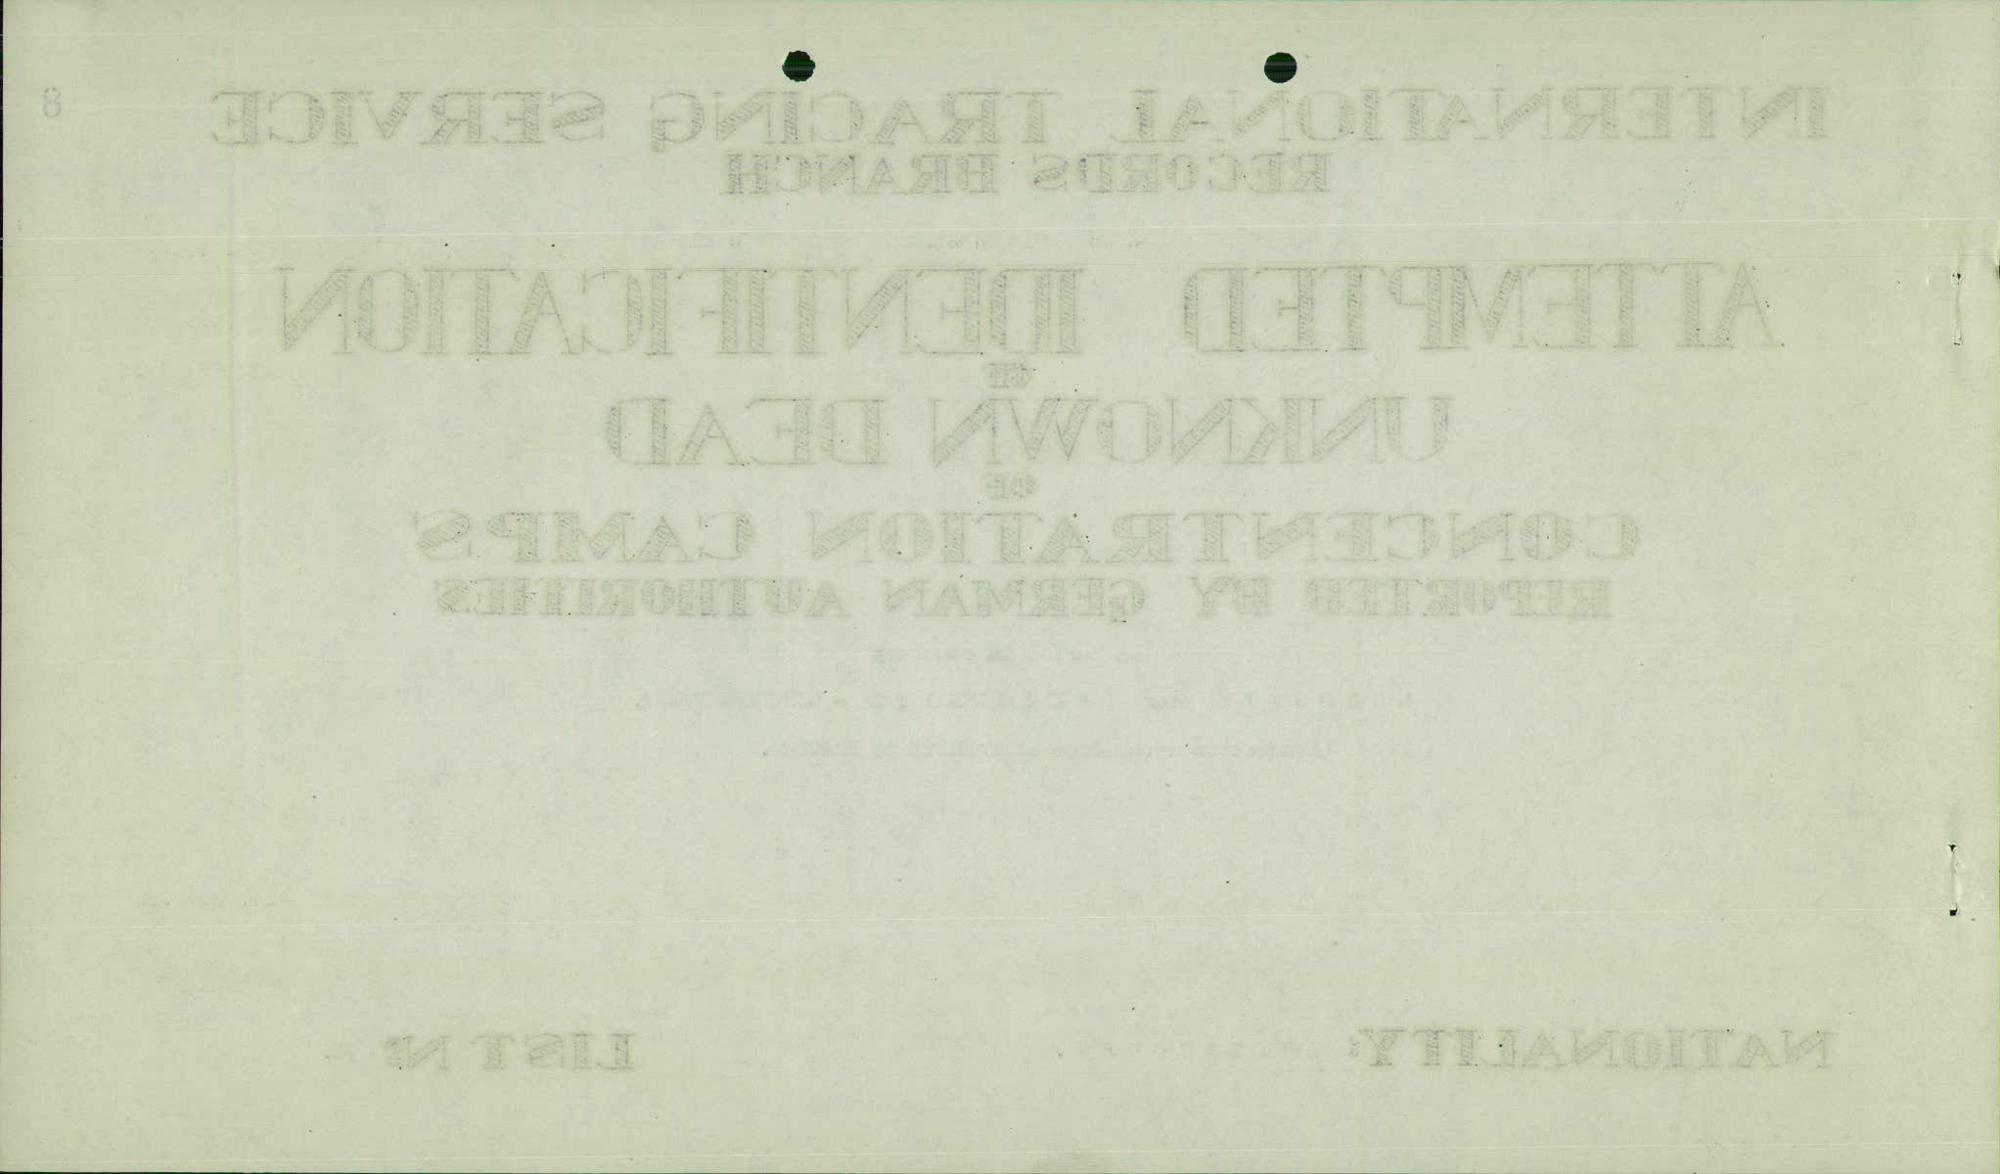 8
INTERNATIONAL TRACING SERVICE
RECORDS BRANCH
ATTEMPTED IDENTIFICATION
OF
UNKNOWN DEAD
OF
CONCENTRATION CAMPS
REPORTED BY GERMAN AUTHORITIES
NATIONALITY:
LIST Nº